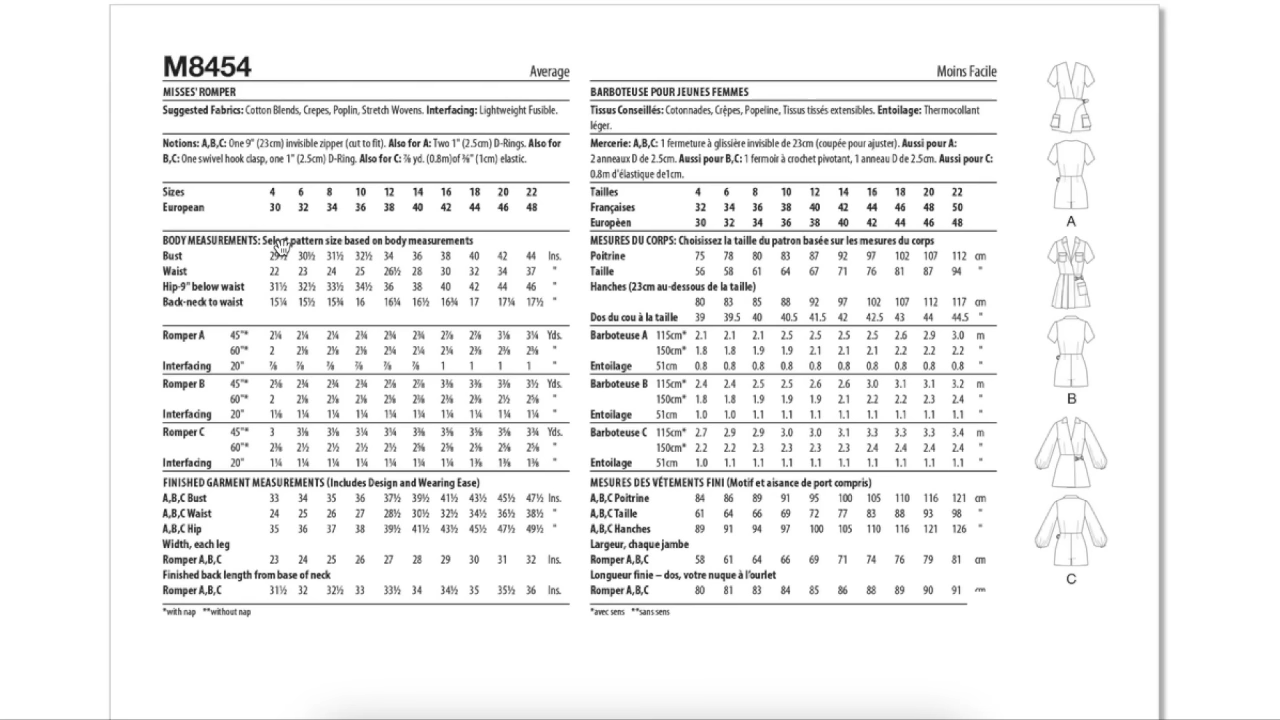 M8454 Average
MISSES' ROMPER
Suggested Fabrics: Cotton Blends, Crepes, Poplin, Stretch Wovens. Interfacing: Lightweight Fusible.
Notions: A,B,C: One 9" (23cm) invisible zipper (cut to fit). Also for A: Two 1" (2.5cm) D-Rings. Also for
B,C: One swivel hook clasp, one 1" (2.5cm) D-Ring. Also for C: ⅞ yd. (0.8m)of ⅜" (1cm) elastic.
Sizes 4 6 8 10 12 14 16 18 20 22
European 30 32 34 36 38 40 42 44 46 48
BODY MEASUREMENTS: Select pattern size based on body measurements
Bust 29½ 30½ 31½ 32½ 34 36 38 40 42 44 Ins.
Waist 22 23 24 25 26½ 28 30 32 34 37 "
Hip-9" below waist 31½ 32½ 33½ 34½ 36 38 40 42 44 46 "
Back-neck to waist 15¼ 15½ 15¾ 16 16¼ 16½ 16¾ 17 17¼ 17½ "
Romper A 45"* 2¼ 2¼ 2¼ 2¾ 2¾ 2¾ 2⅞ 2⅞ 3⅛ 3¼ Yds.
60"* 2 2⅛ 2⅛ 2⅛ 2¼ 2¼ 2¼ 2⅜ 2⅜ 2⅜ "
Interfacing 20" ⅞ ⅞ ⅞ ⅞ ⅞ ⅞ 1 1 1 1 "
Romper B 45"* 2⅝ 2¾ 2¾ 2¾ 2⅞ 2⅞ 3⅜ 3⅜ 3⅜ 3½ Yds.
60"* 2 2⅛ 2⅛ 2⅛ 2⅜ 2⅜ 2⅜ 2⅜ 2½ 2⅝ "
Interfacing 20" 1⅛ 1¼ 1¼ 1¼ 1¼ 1¼ 1¼ 1¼ 1¼ 1¼ "
Romper C 45"* 3 3⅛ 3⅛ 3¼ 3¼ 3⅜ 3⅝ 3⅝ 3⅝ 3¾ Yds.
60"* 2⅜ 2½ 2½ 2½ 2½ 2⅝ 2⅝ 2⅝ 2⅝ 2⅝ "
Interfacing 20" 1¼ 1¼ 1¼ 1¼ 1¼ 1¼ 1¼ 1⅜ 1⅜ 1⅜ "
FINISHED GARMENT MEASUREMENTS (Includes Design and Wearing Ease)
A,B,C Bust 33 34 35 36 37½ 39½ 41½ 43½ 45½ 47½ Ins.
A,B,C Waist 24 25 26 27 28½ 30½ 32½ 34½ 36½ 38½ "
A,B,C Hip 35 36 37 38 39½ 41½ 43½ 45½ 47½ 49½ "
Width, each leg
Romper A,B,C 23 24 25 26 27 28 29 30 31 32 Ins.
Finished back length from base of neck
Romper A,B,C 31½ 32 32½ 33 33½ 34 34½ 35 35½ 36 Ins.
*with nap **without nap
Moins Facile
BARBOTEUSE POUR JEUNES FEMMES
Tissus Conseillés: Cotonnades, Crêpes, Popeline, Tissus tissés extensibles. Entoilage: Thermocollant
léger.
Mercerie: A,B,C: 1 fermeture à glissière invisible de 23cm (coupée pour ajuster). Aussi pour A:
2 anneaux D de 2.5cm. Aussi pour B,C: 1 fermoir à crochet pivotant, 1 anneau D de 2.5cm. Aussi pour C:
0.8m d'élastique de1cm.
Tailles 4 6 8 10 12 14 16 18 20 22
Françaises 32 34 36 38 40 42 44 46 48 50
Europèen 30 32 34 36 38 40 42 44 46 48
MESURES DU CORPS: Choisissez la taille du patron basée sur les mesures du corps
Poitrine 75 78 80 83 87 92 97 102 107 112 cm
Taille 56 58 61 64 67 71 76 81 87 94 "
Hanches (23cm au-dessous de la taille)
80 83 85 88 92 97 102 107 112 117 cm
Dos du cou à la taille 39 39.5 40 40.5 41.5 42 42.5 43 44 44.5 "
Barboteuse A 115cm* 2.1 2.1 2.1 2.5 2.5 2.5 2.6 2.6 2.9 3.0 m
150cm* 1.8 1.8 1.9 1.9 2.1 2.1 2.1 2.2 2.2 2.2 "
Entoilage 51cm 0.8 0.8 0.8 0.8 0.8 0.8 0.8 0.8 0.8 0.8 "
Barboteuse B 115cm* 2.4 2.4 2.5 2.5 2.6 2.6 3.0 3.1 3.1 3.2 m
150cm* 1.8 1.8 1.9 1.9 2.1 2.2 2.2 2.2 2.3 2.4 "
Entoilage 51cm 1.0 1.0 1.1 1.1 1.1 1.1 1.1 1.1 1.1 1.1 "
Barboteuse C 115cm* 2.7 2.9 2.9 3.0 3.0 3.1 3.3 3.3 3.3 3.4 m
150cm* 2.2 2.2 2.3 2.3 2.3 2.3 2.4 2.4 2.4 2.4 "
Entoilage 51cm 1.0 1.1 1.1 1.1 1.1 1.1 1.1 1.1 1.1 1.1 "
MESURES DES VÊTEMENTS FINI (Motif et aisance de port compris)
A,B,C Poitrine 84 86 89 91 95 100 105 110 116 121 cm
A,B,C Taille 61 64 66 69 72 77 83 88 93 98 "
A,B,C Hanches 89 91 94 97 100 105 110 116 121 126 "
Largeur, chaque jambe
Romper A,B,C 58 61 64 66 69 71 74 76 79 81 cm
Longueur finie – dos, votre nuque à l'ourlet
Romper A,B,C 80 81 83 84 85 86 88 89 90 91
*avec sens **sans sens
A
B
C